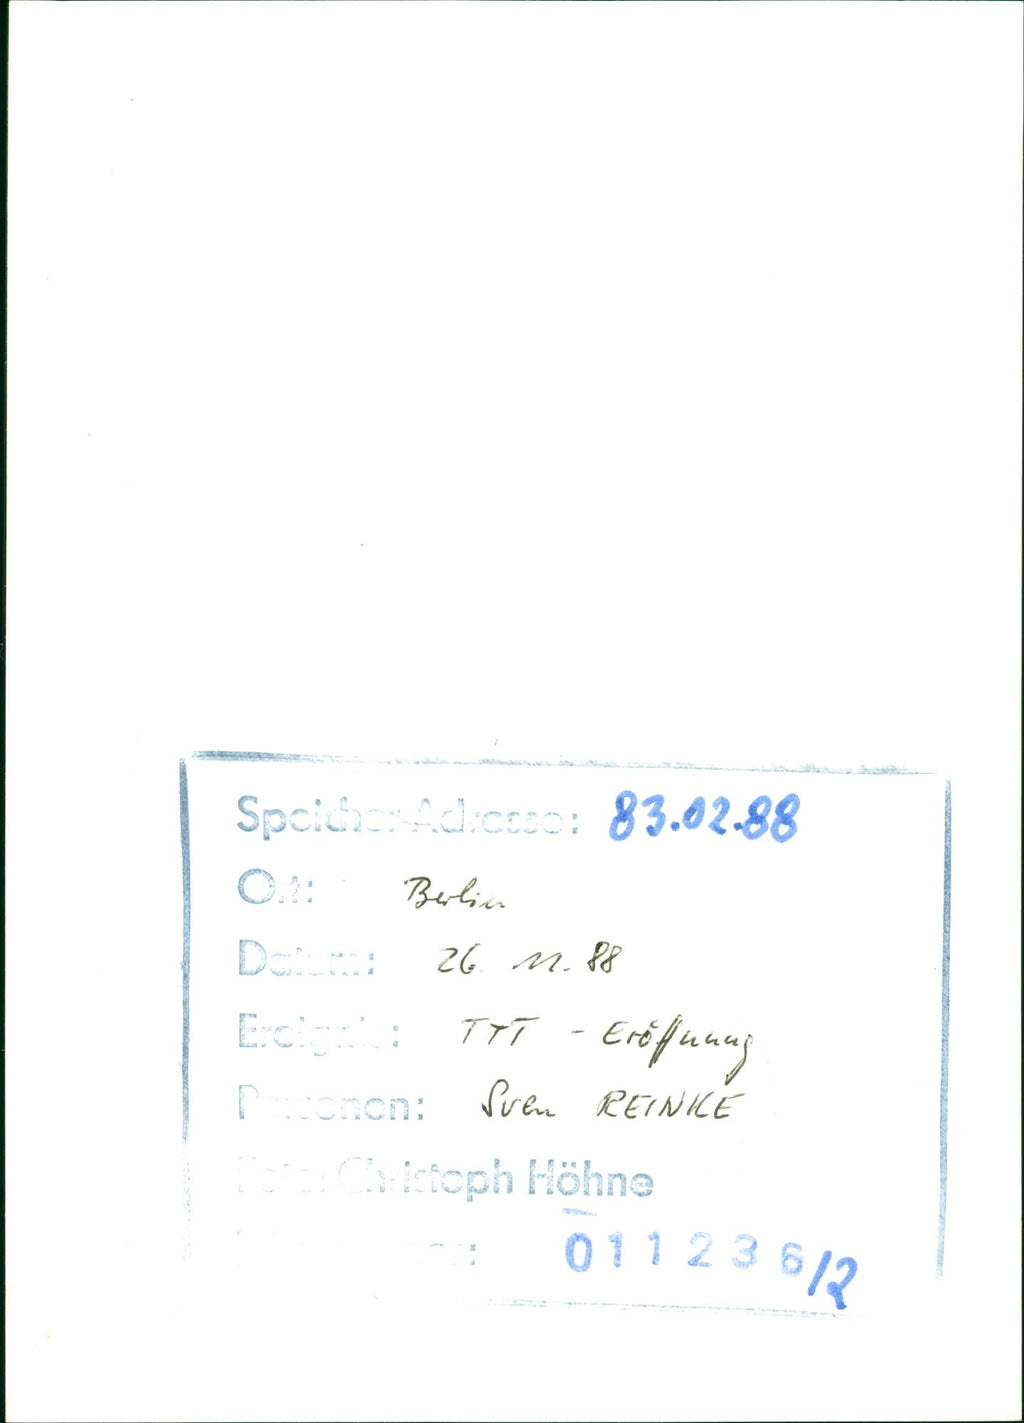 Speicher-Adresse: 83.02.88
Ort: Berlin
Datum: 26. 11. 88
Ereignis: TTT - Eröffnung
Personen: Sven REINKE
Foto: Christoph Höhne
011236/2